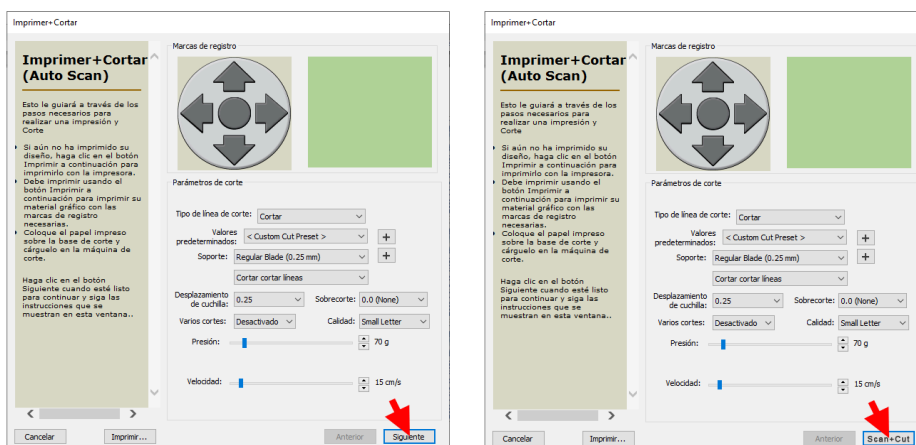 Imprimer+Cortar
Imprimer+Cortar
(Auto Scan)
Esto le guiará a través de los
pasos necesarios para
realizar una impresión y
Corte
Si aún no ha imprimido su
diseño, haga clic en el botón
Imprimir a continuación para
imprimirlo con la impresora.
Debe imprimir usando el
botón Imprimir a
continuación para imprimir su
material gráfico con las
marcas de registro
necesarias.
Coloque el papel impreso
sobre la base de corte y
cárguelo en la máquina de
corte.
Haga clic en el botón
Siguiente cuando esté listo
para continuar y siga las
instrucciones que se
muestran en esta ventana..
Marcas de registro
Parámetros de corte
Tipo de línea de corte: Cortar
Valores
predeterminados: < Custom Cut Preset > +
Soporte: Regular Blade (0.25 mm) +
Cortar cortar líneas
Desplazamiento
de cuchilla: 0.25 Sobrecorte: 0.0 (None)
Varios cortes: Desactivado Calidad: Small Letter
Presión: 70 g
Velocidad: 15 cm/s
Cancelar Imprimir... Anterior Siguiente
Imprimer+Cortar
Imprimer+Cortar
(Auto Scan)
Esto le guiará a través de los
pasos necesarios para
realizar una impresión y
Corte
Si aún no ha imprimido su
diseño, haga clic en el botón
Imprimir a continuación para
imprimirlo con la impresora.
Debe imprimir usando el
botón Imprimir a
continuación para imprimir su
material gráfico con las
marcas de registro
necesarias.
Coloque el papel impreso
sobre la base de corte y
cárguelo en la máquina de
corte.
Haga clic en el botón
Siguiente cuando esté listo
para continuar y siga las
instrucciones que se
muestran en esta ventana..
Marcas de registro
Parámetros de corte
Tipo de línea de corte: Cortar
Valores
predeterminados: < Custom Cut Preset > +
Soporte: Regular Blade (0.25 mm) +
Cortar cortar líneas
Desplazamiento
de cuchilla: 0.25 Sobrecorte: 0.0 (None)
Varios cortes: Desactivado Calidad: Small Letter
Presión: 70 g
Velocidad: 15 cm/s
Cancelar Imprimir... Anterior Scan+Cut